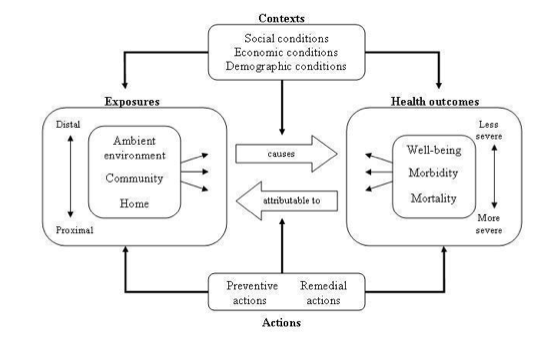 Contexts
Social conditions
Economic conditions
Demographic conditions
Exposures
Health outcomes
Distal
Proximal
Ambient
environment
Community
Home
causes
attributable to
Well-being
Morbidity
Mortality
Less
severe
More
severe
Preventive
actions
Remedial
actions
Actions